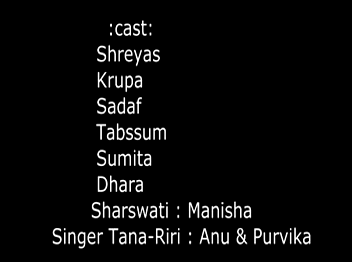 :cast:
Shreyas
Krupa
Sadaf
Tabssum
Sumita
Dhara
Sharswati : Manisha
Singer Tana-Riri : Anu & Purvika